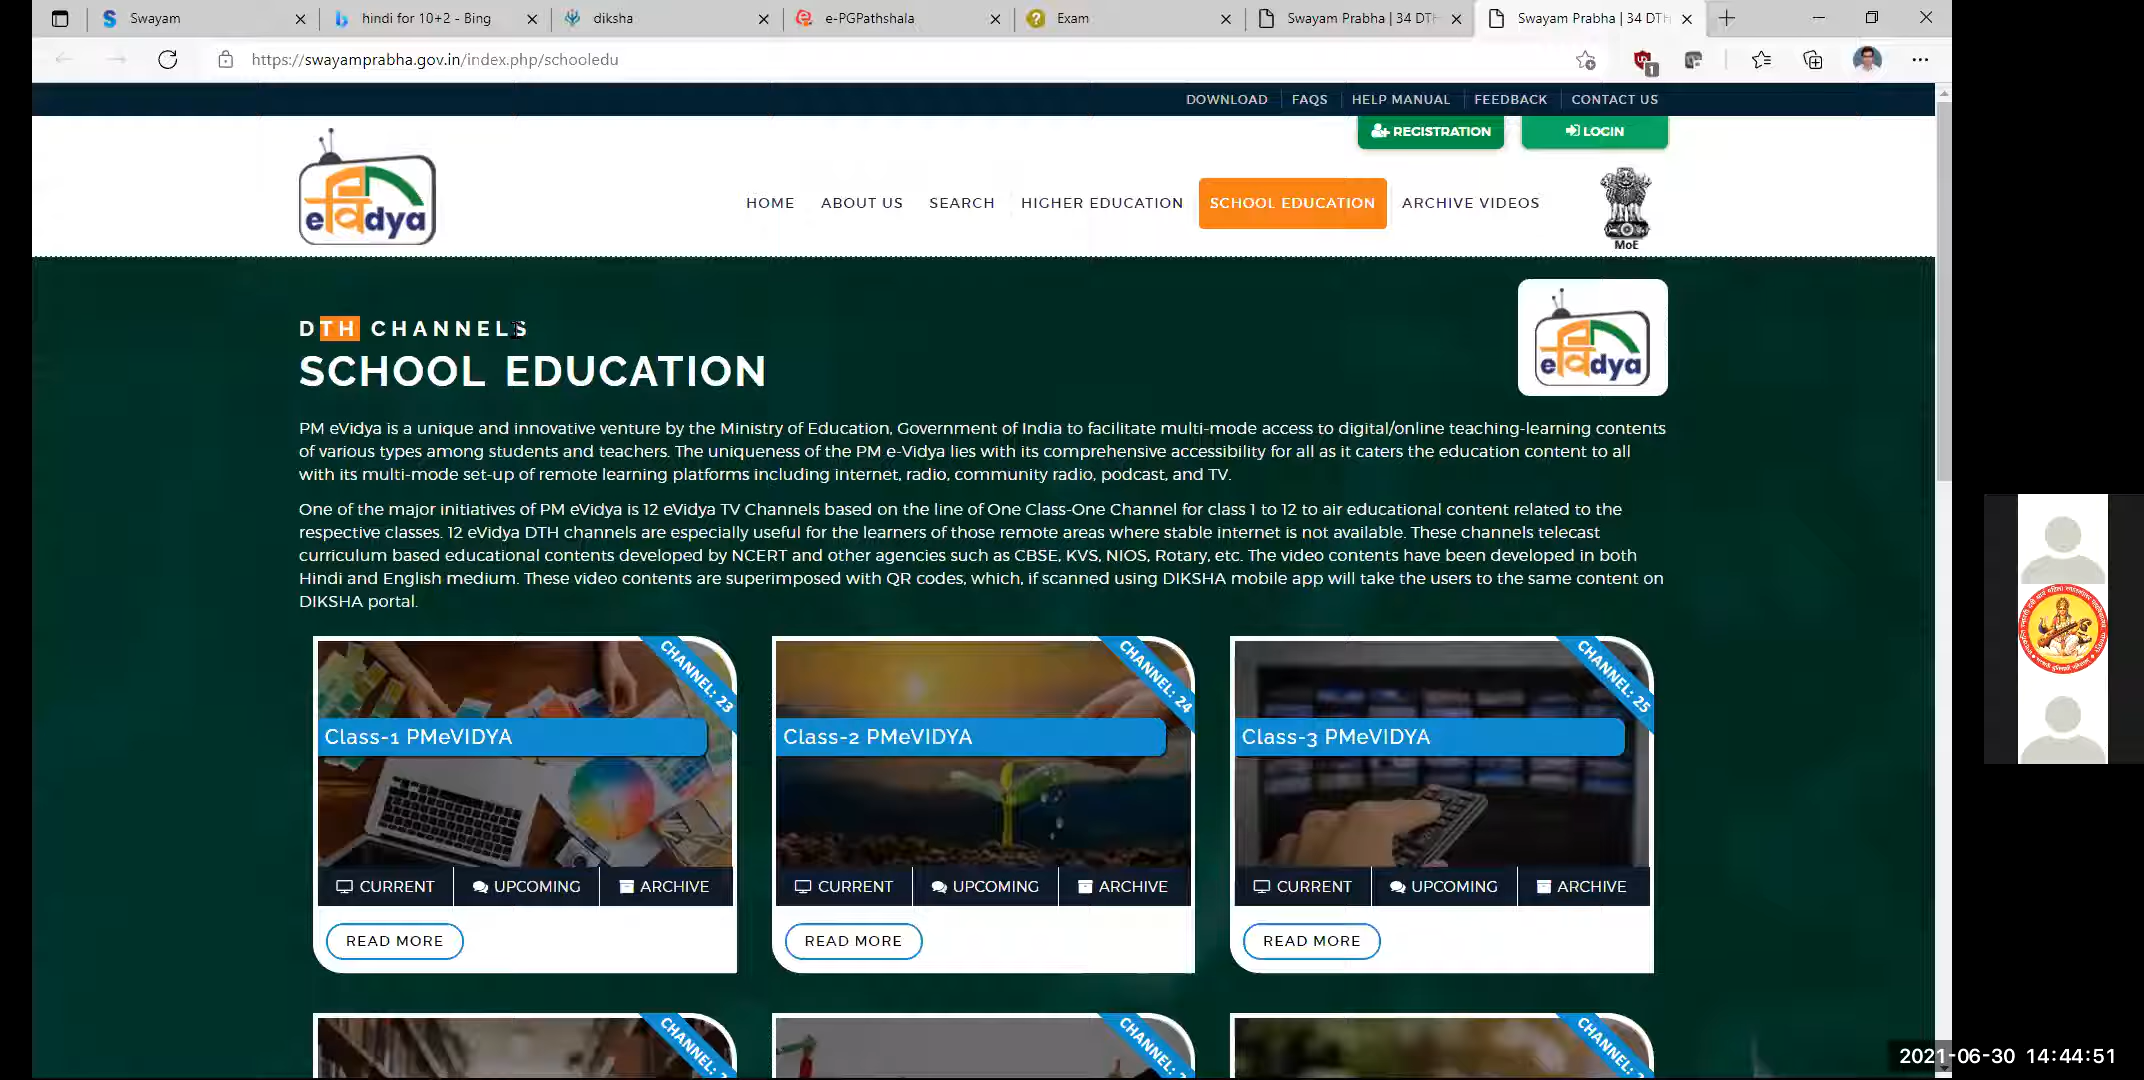 Swayam
hindi for 10+2 - Bing
diksha
e-PGPathshala
Exam
Swayam Prabha | 34 DTH
Swayam Prabha | 34 DTH
https://swayamprabha.gov.in/index.php/schooledu
1
DOWNLOAD
FAQS
HELP MANUAL
FEEDBACK
CONTACT US
REGISTRATION
LOGIN
eविdya
HOME
ABOUT US
SEARCH
HIGHER EDUCATION
SCHOOL EDUCATION
ARCHIVE VIDEOS
MoE
DTH CHANNELS
SCHOOL EDUCATION
eविdya
PM eVidya is a unique and innovative venture by the Ministry of Education, Government of India to facilitate multi-mode access to digital/online teaching-learning contents
of various types among students and teachers. The uniqueness of the PM e-Vidya lies with its comprehensive accessibility for all as it caters the education content to all
with its multi-mode set-up of remote learning platforms including internet, radio, community radio, podcast, and TV.
One of the major initiatives of PM eVidya is 12 eVidya TV Channels based on the line of One Class-One Channel for class 1 to 12 to air educational content related to the
respective classes. 12 eVidya DTH channels are especially useful for the learners of those remote areas where stable internet is not available. These channels telecast
curriculum based educational contents developed by NCERT and other agencies such as CBSE, KVS, NIOS, Rotary, etc. The video contents have been developed in both
Hindi and English medium. These video contents are superimposed with QR codes, which, if scanned using DIKSHA mobile app will take the users to the same content on
DIKSHA portal.
CHANNEL: 23
Class-1 PMeVIDYA
CURRENT
UPCOMING
ARCHIVE
READ MORE
CHANNEL: 24
Class-2 PMeVIDYA
CURRENT
UPCOMING
ARCHIVE
READ MORE
CHANNEL: 25
Class-3 PMeVIDYA
CURRENT
UPCOMING
ARCHIVE
READ MORE
CHANNEL:
CHANNEL:
CHANNEL:
2021-06-30 14:44:51